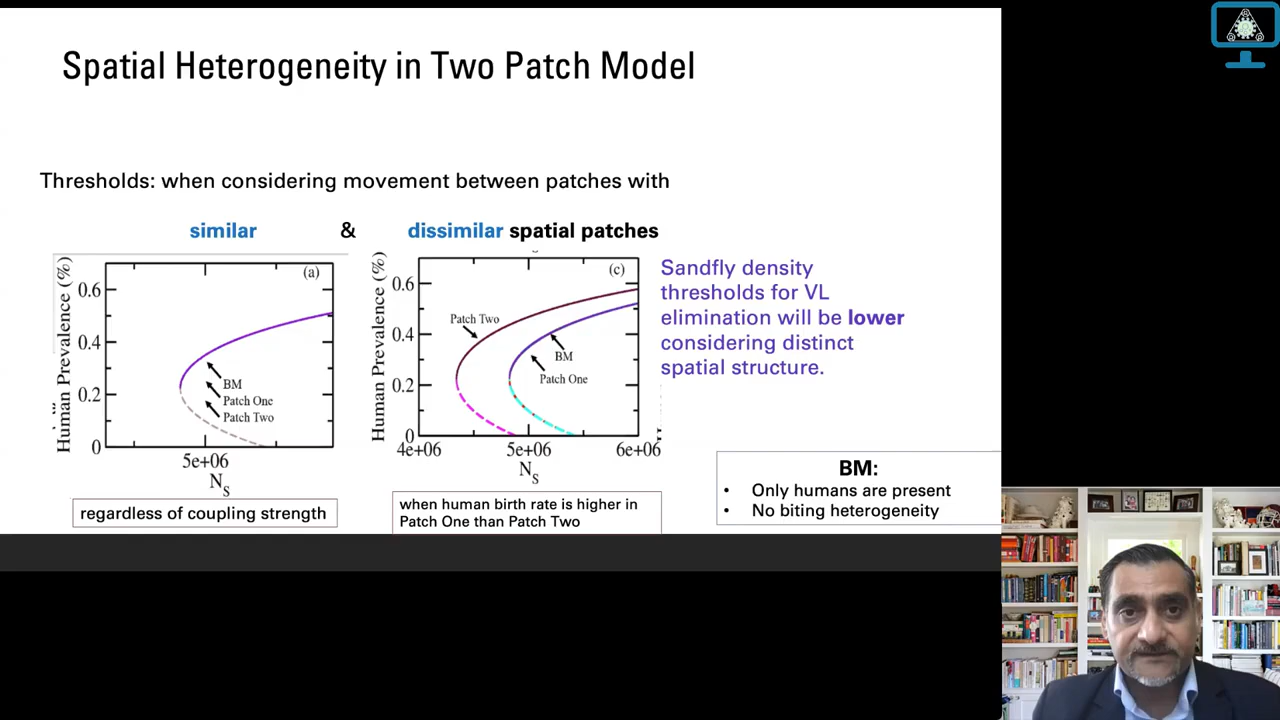 Spatial Heterogeneity in Two Patch Model
Thresholds: when considering movement between patches with
similar & dissimilar spatial patches
Human Prevalence (%)
0.6
0.4
0.2
0
(a)
BM
Patch One
Patch Two
5e+06
N_S
regardless of coupling strength
Human Prevalence (%)
0.6
0.4
0.2
0
(c)
Patch Two
BM
Patch One
4e+06 5e+06 6e+06
N_S
when human birth rate is higher in
Patch One than Patch Two
Sandfly density
thresholds for VL
elimination will be lower
considering distinct
spatial structure.
BM:
• Only humans are present
• No biting heterogeneity